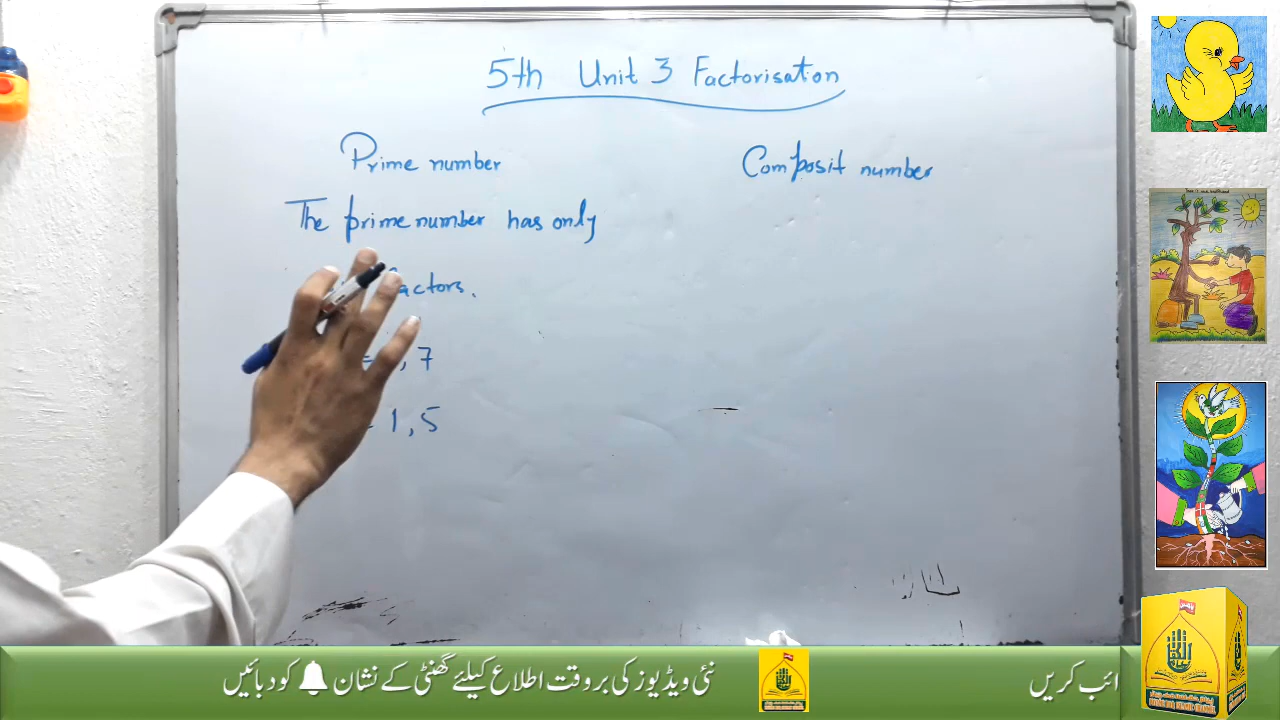 5th Unit 3 Factorisation
Prime number
Composit number
The prime number has only
actors.
= , 7
= 1, 5
نئی ویڈیوز کی بروقت اطلاع کیلئے گھنٹی کے نشان کو دبائیں
ائب کریں